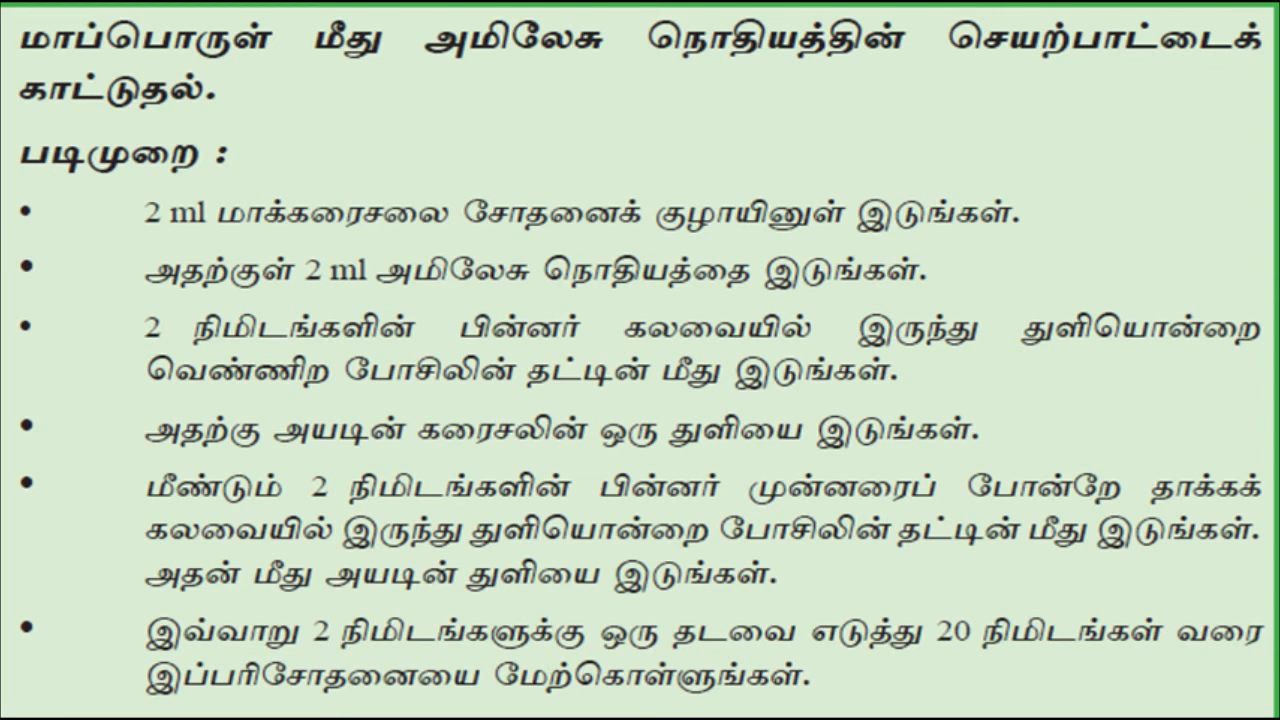 மாப்பொருள் மீது அமிலேசு நொதியத்தின் செயற்பாட்டைக்
காட்டுதல்.
படிமுறை :
• 2 ml மாக்கரைசலை சோதனைக் குழாயினுள் இடுங்கள்.
• அதற்குள் 2 ml அமிலேசு நொதியத்தை இடுங்கள்.
• 2 நிமிடங்களின் பின்னர் கலவையில் இருந்து துளியொன்றை
வெண்ணிற போசிலின் தட்டின் மீது இடுங்கள்.
• அதற்கு அயடின் கரைசலின் ஒரு துளியை இடுங்கள்.
• மீண்டும் 2 நிமிடங்களின் பின்னர் முன்னரைப் போன்றே தாக்கக்
கலவையில் இருந்து துளியொன்றை போசிலின் தட்டின் மீது இடுங்கள்.
அதன் மீது அயடின் துளியை இடுங்கள்.
• இவ்வாறு 2 நிமிடங்களுக்கு ஒரு தடவை எடுத்து 20 நிமிடங்கள் வரை
இப்பரிசோதனையை மேற்கொள்ளுங்கள்.